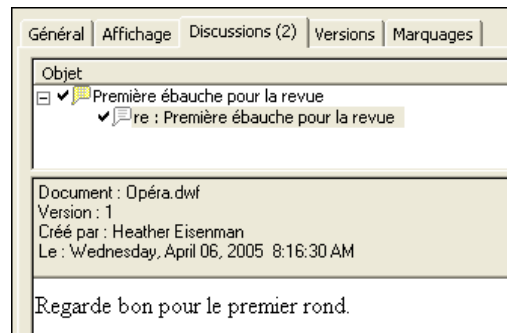 Général Affichage Discussions (2) Versions Marquages
Objet
Première ébauche pour la revue
re : Première ébauche pour la revue
Document : Opéra.dwf
Version : 1
Créé par : Heather Eisenman
Le : Wednesday, April 06, 2005 8:16:30 AM
Regarde bon pour le premier rond.